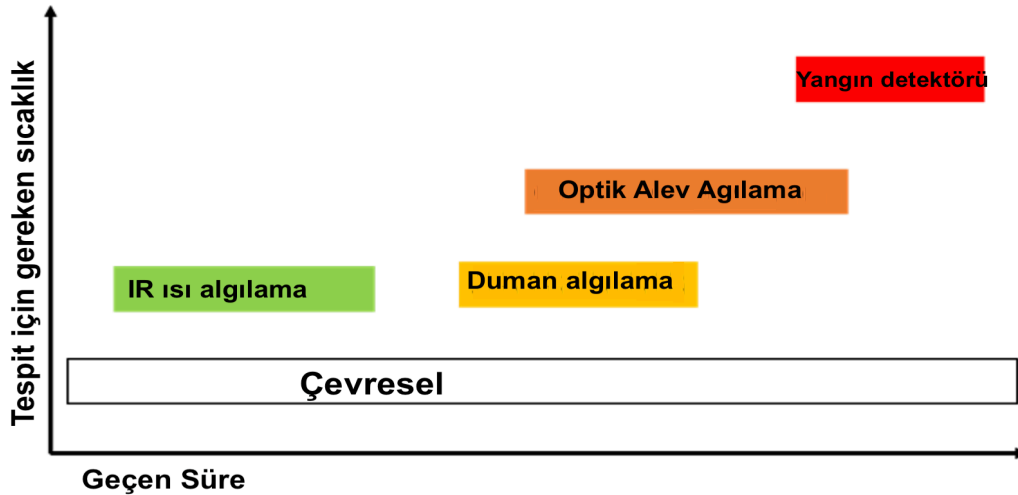 Tespit için gereken sıcaklık
Yangın detektörü
Optik Alev Agılama
IR ısı algılama
Duman algılama
Çevresel
Geçen Süre